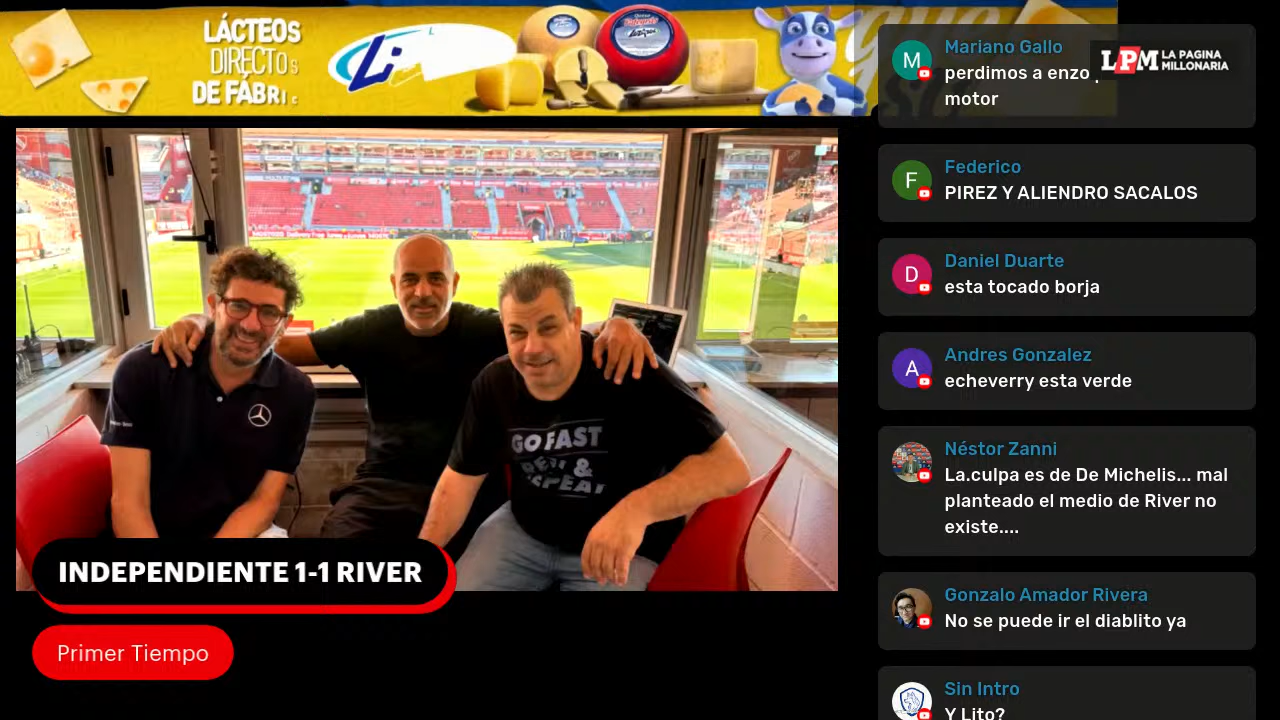 LÁCTEOS
DIRECTOS
DE FÁBRIC
Mariano Gallo
perdimos a enzo
motor
LPM LA PAGINA
MILLONARIA
Federico
PIREZ Y ALIENDRO SACALOS
Daniel Duarte
esta tocado borja
Andres Gonzalez
echeverry esta verde
Néstor Zanni
La.culpa es de De Michelis... mal
planteado el medio de River no
existe....
Gonzalo Amador Rivera
No se puede ir el diablito ya
Sin Intro
Y Lito?
GO FAST
&
REPEAT
INDEPENDIENTE 1-1 RIVER
Primer Tiempo